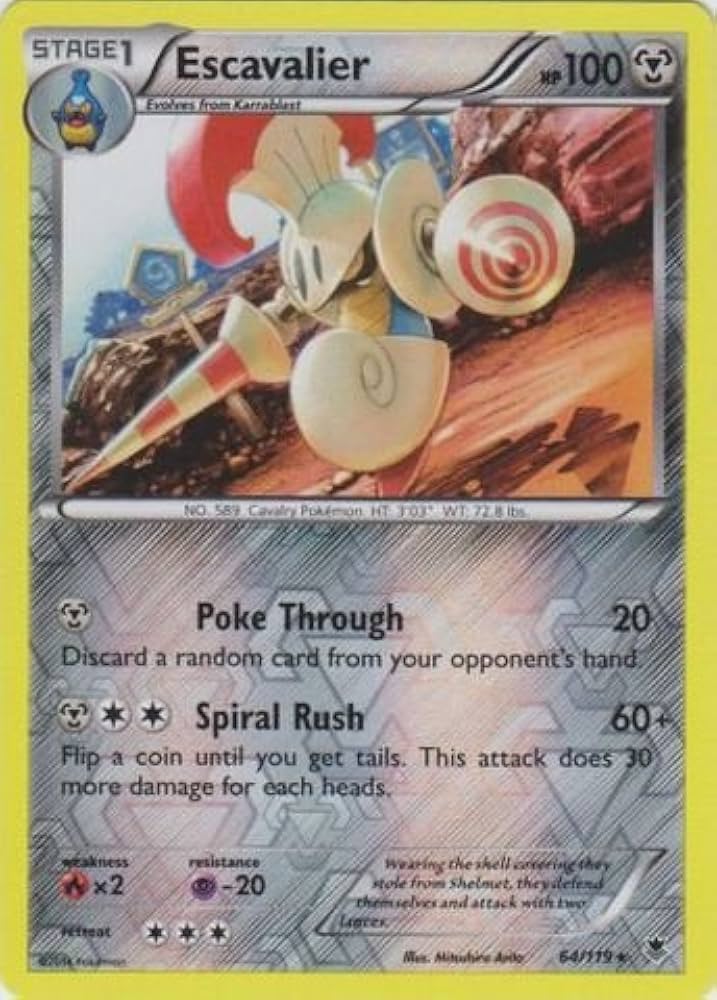 STAGE1
Escavalier
HP100
Evolves from Karrablast
NO. 589 Cavalry Pokémon. HT: 3'03" WT: 72.8 lbs.
Poke Through 20
Discard a random card from your opponent's hand.
Spiral Rush 60+
Flip a coin until you get tails. This attack does 30
more damage for each heads.
weakness
×2
resistance
-20
retreat
Wearing the shell covering they
stole from Shelmet, they defend
themselves and attack with two
lances.
©2014 Pokémon
Illus. Mitsuhiro Arita
64/119 ★